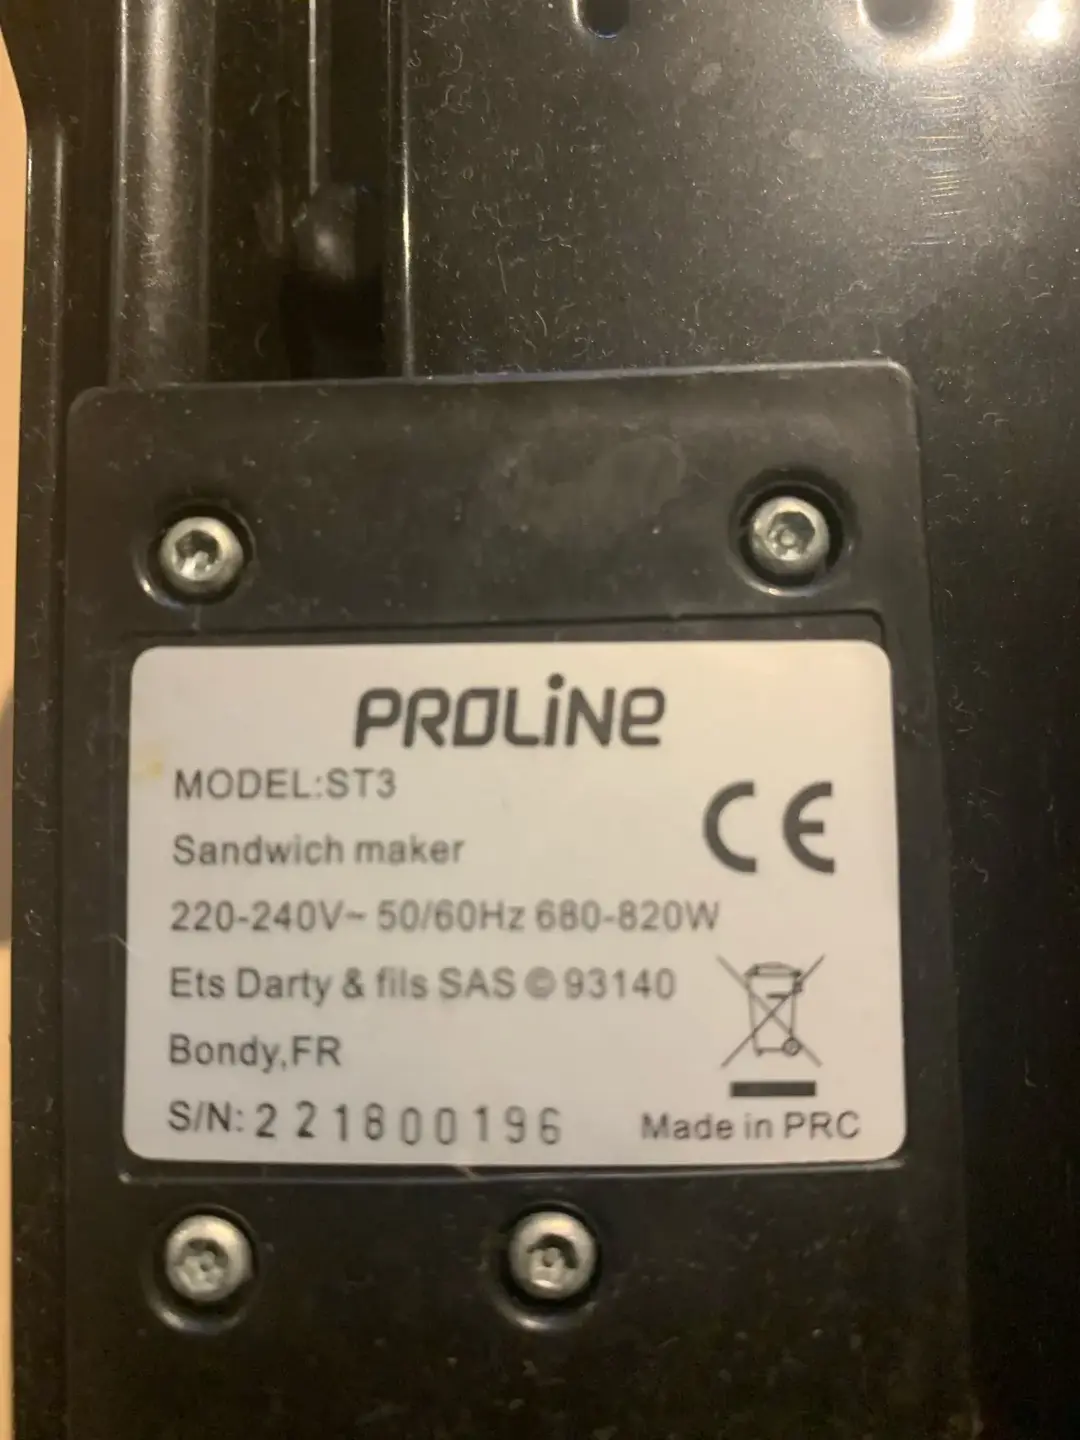 PROLINE
MODEL:ST3
Sandwich maker
CE
220-240V~ 50/60Hz 680-820W
Ets Darty & fils SAS © 93140
Bondy,FR
S/N: 221800196
Made in PRC